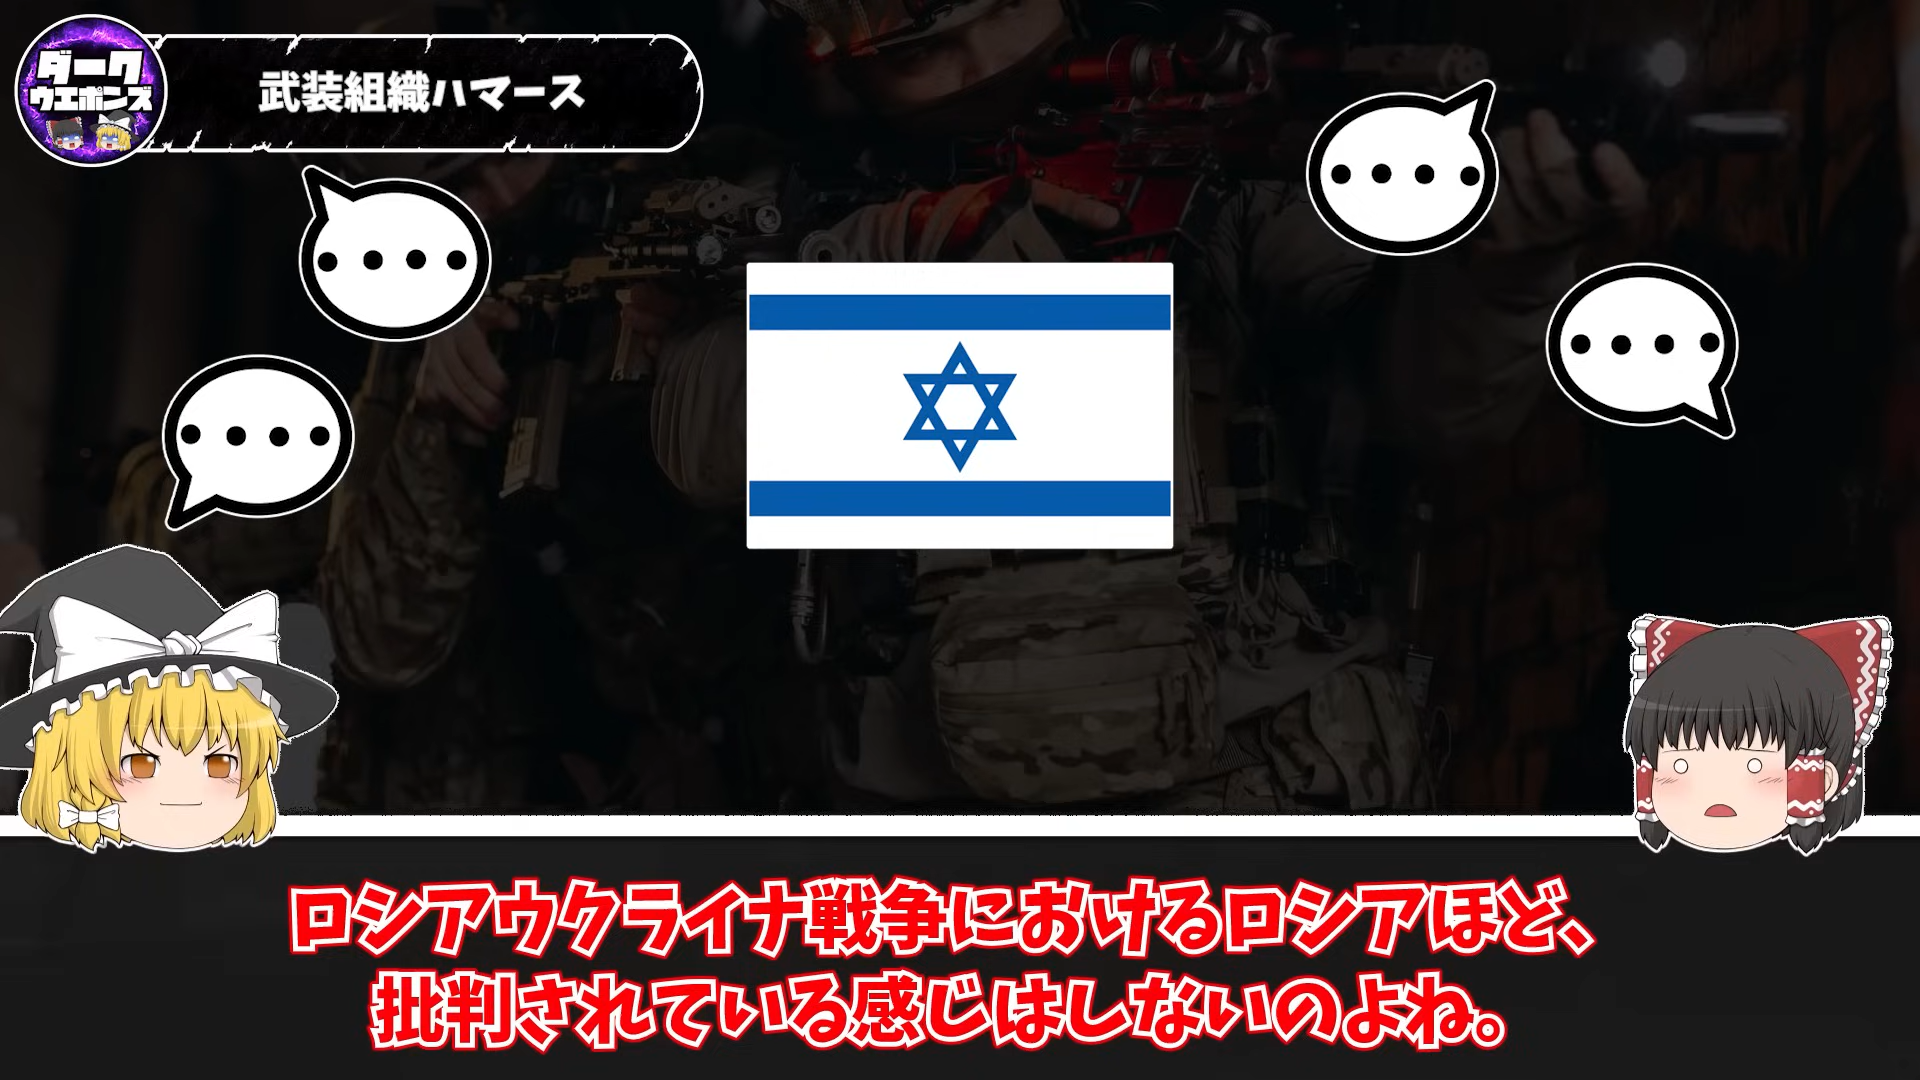 ダーク
ウエポンズ
武装組織ハマース
ロシアウクライナ戦争におけるロシアほど、
批判されている感じはしないのよね。